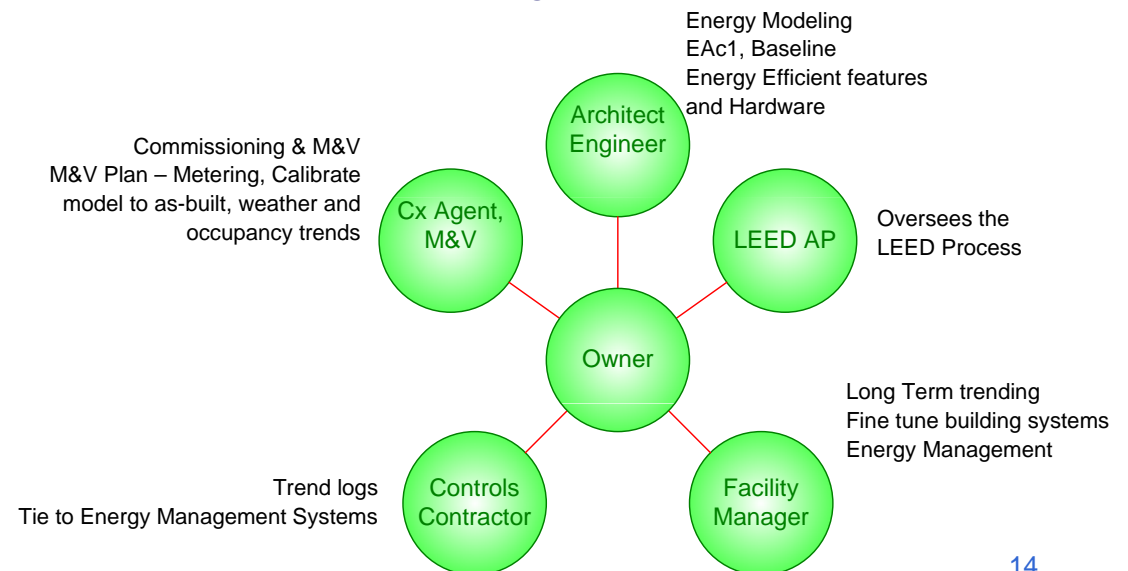 Energy Modeling
EAc1, Baseline
Energy Efficient features
and Hardware
Architect
Engineer
Commissioning & M&V
M&V Plan – Metering, Calibrate
model to as-built, weather and
occupancy trends
Cx Agent,
M&V
LEED AP
Oversees the
LEED Process
Owner
Long Term trending
Fine tune building systems
Energy Management
Trend logs
Tie to Energy Management Systems
Controls
Contractor
Facility
Manager
14